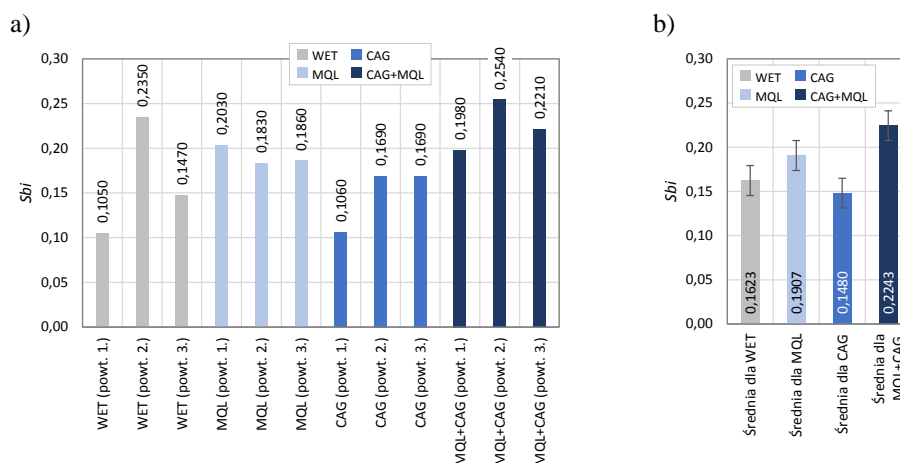 a)
WET
CAG
MQL
CAG+MQL
Sbi
0,30
0,25
0,20
0,15
0,10
0,05
0,00
0,1050
0,2350
0,1470
0,2030
0,1830
0,1860
0,1060
0,1690
0,1690
0,1980
0,2540
0,2210
WET (powt. 1.)
WET (powt. 2.)
WET (powt. 3.)
MQL (powt. 1.)
MQL (powt. 2.)
MQL (powt. 3.)
CAG (powt. 1.)
CAG (powt. 2.)
CAG (powt. 3.)
MQL+CAG (powt. 1.)
MQL+CAG (powt. 2.)
MQL+CAG (powt. 3.)
b)
WET
CAG
MQL
CAG+MQL
Sbi
0,30
0,25
0,20
0,15
0,10
0,05
0,00
0,1623
0,1907
0,1480
0,2243
Średnia dla WET
Średnia dla MQL
Średnia dla CAG
Średnia dla
MQL+CAG